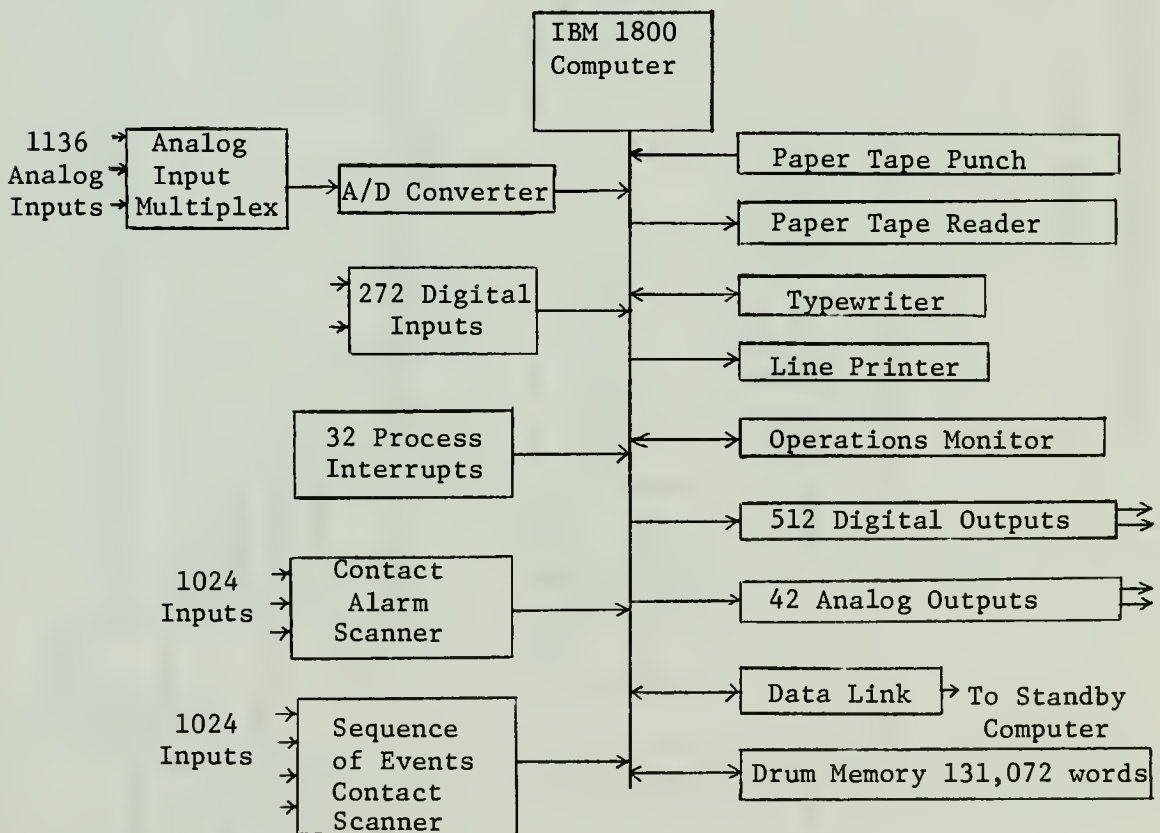 IBM 1800
Computer
1136
Analog
Inputs
Analog
Input
Multiplex
A/D Converter
272 Digital
Inputs
32 Process
Interrupts
1024
Inputs
Contact
Alarm
Scanner
1024
Inputs
Sequence
of Events
Contact
Scanner
Paper Tape Punch
Paper Tape Reader
Typewriter
Line Printer
Operations Monitor
512 Digital Outputs
42 Analog Outputs
Data Link
To Standby
Computer
Drum Memory 131,072 words